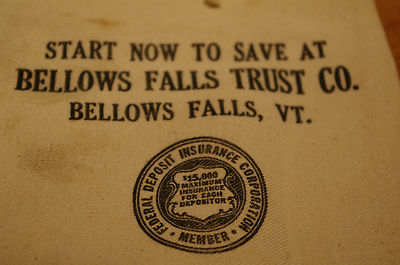 START NOW TO SAVE AT
BELLOWS FALLS TRUST CO.
BELLOWS FALLS, VT.
FEDERAL DEPOSIT INSURANCE CORPORATION
$15,000
MAXIMUM
INSURANCE
FOR EACH
DEPOSITOR
• MEMBER •